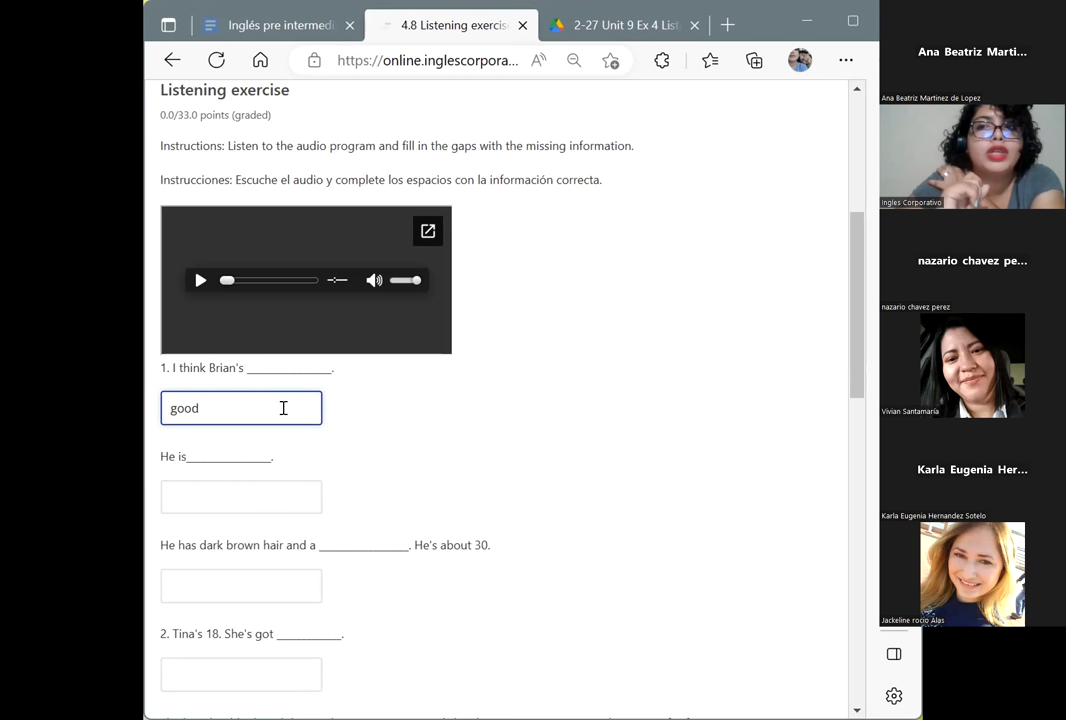 Inglés pre intermedi
4.8 Listening exercis
2-27 Unit 9 Ex 4 List
https://online.inglescorpora...
Listening exercise
0.0/33.0 points (graded)
Instructions: Listen to the audio program and fill in the gaps with the missing information.
Instrucciones: Escuche el audio y complete los espacios con la información correcta.
-:--
1. I think Brian's ______________.
good
He is______________.
He has dark brown hair and a ______________. He's about 30.
2. Tina's 18. She's got __________.
Ana Beatriz Marti...
Ana Beatriz Martinez de Lopez
Ingles Corporativo
nazario chavez pe...
nazario chavez perez
Vivian Santamaría
Karla Eugenia Her...
Karla Eugenia Hernandez Sotelo
Jackeline rocio Alas